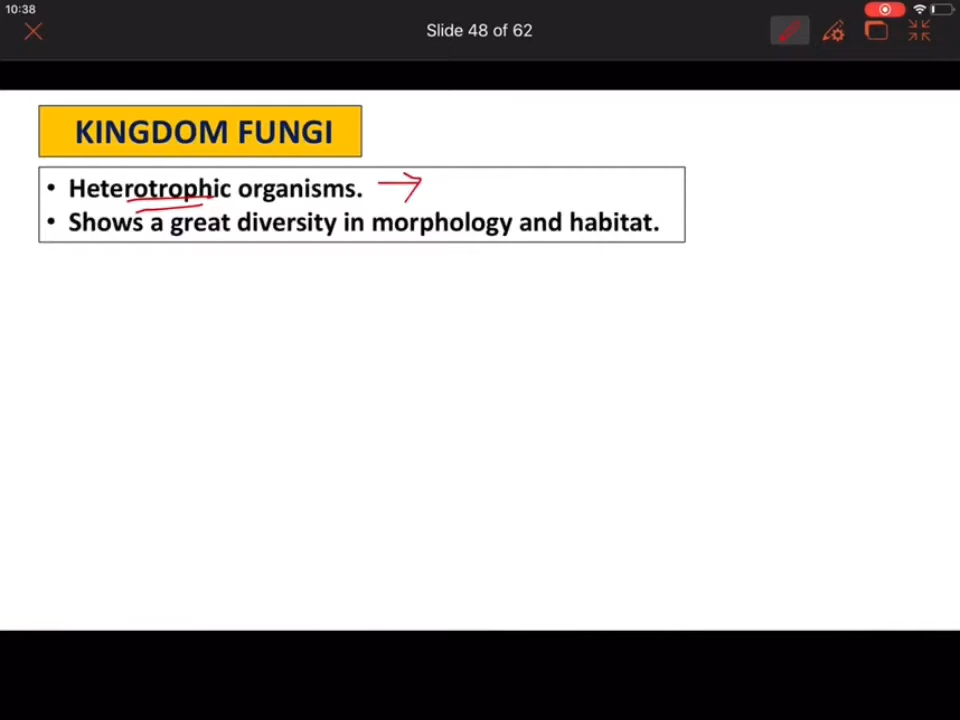 10:38
Slide 48 of 62
KINGDOM FUNGI
• Heterotrophic organisms.
• Shows a great diversity in morphology and habitat.